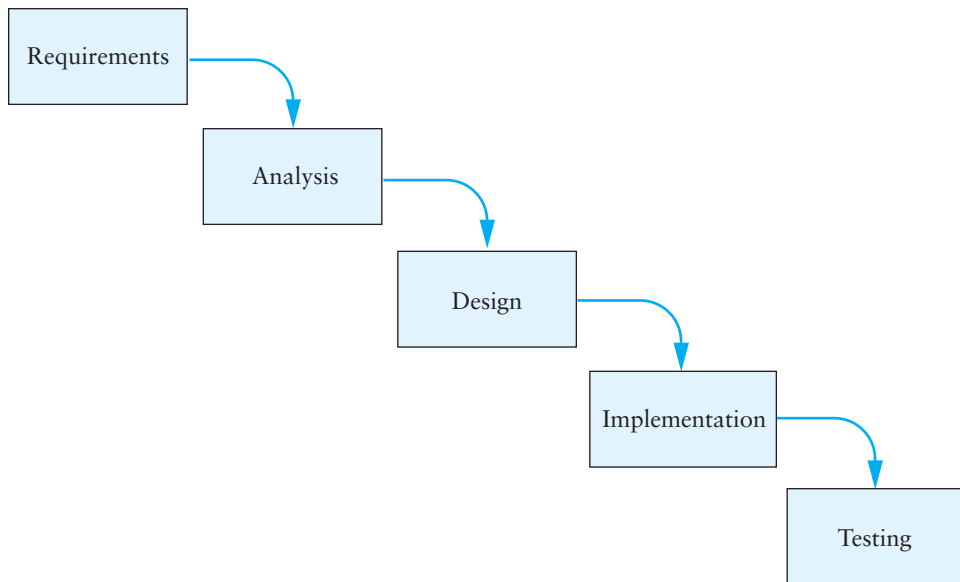 Requirements
Analysis
Design
Implementation
Testing